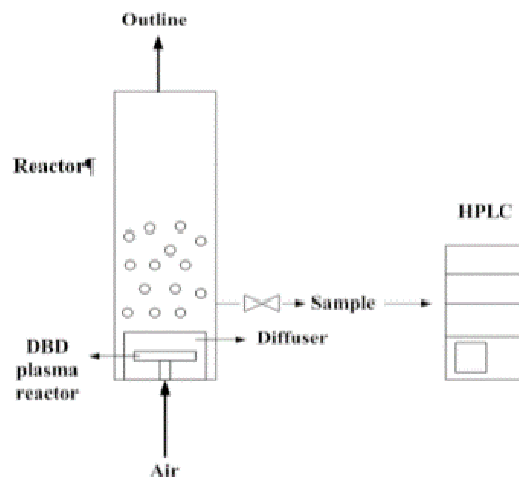 Outline
Reactor¶
HPLC
Sample
Diffuser
DBD
plasma
reactor
Air